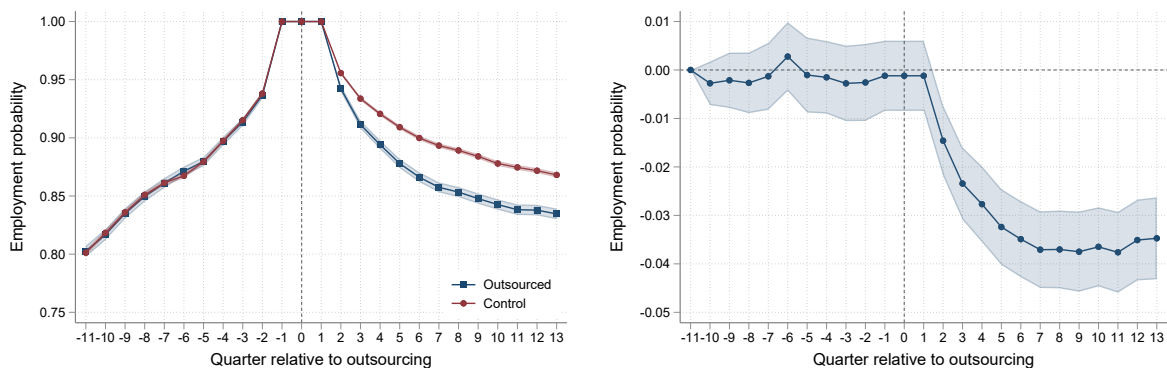 Employment probability
1.00
0.95
0.90
0.85
0.80
0.75
Outsourced
Control
-11 -10 -9 -8 -7 -6 -5 -4 -3 -2 -1 0 1 2 3 4 5 6 7 8 9 10 11 12 13
Quarter relative to outsourcing
Employment probability
0.01
0.00
-0.01
-0.02
-0.03
-0.04
-0.05
-11 -10 -9 -8 -7 -6 -5 -4 -3 -2 -1 0 1 2 3 4 5 6 7 8 9 10 11 12 13
Quarter relative to outsourcing